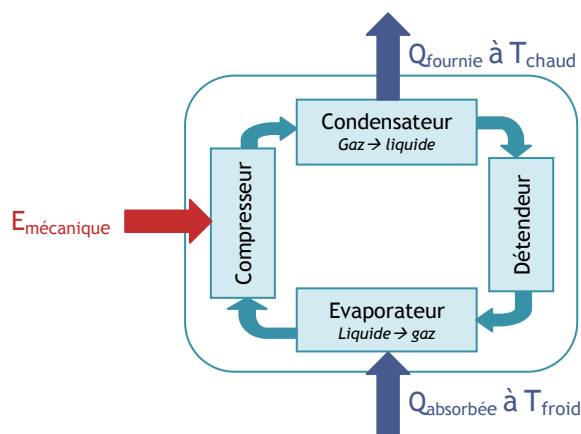 Qfournie à Tchaud
Condensateur
Gaz → liquide
Emécanique
Compresseur
Détendeur
Evaporateur
Liquide → gaz
Qabsorbée à Tfroid